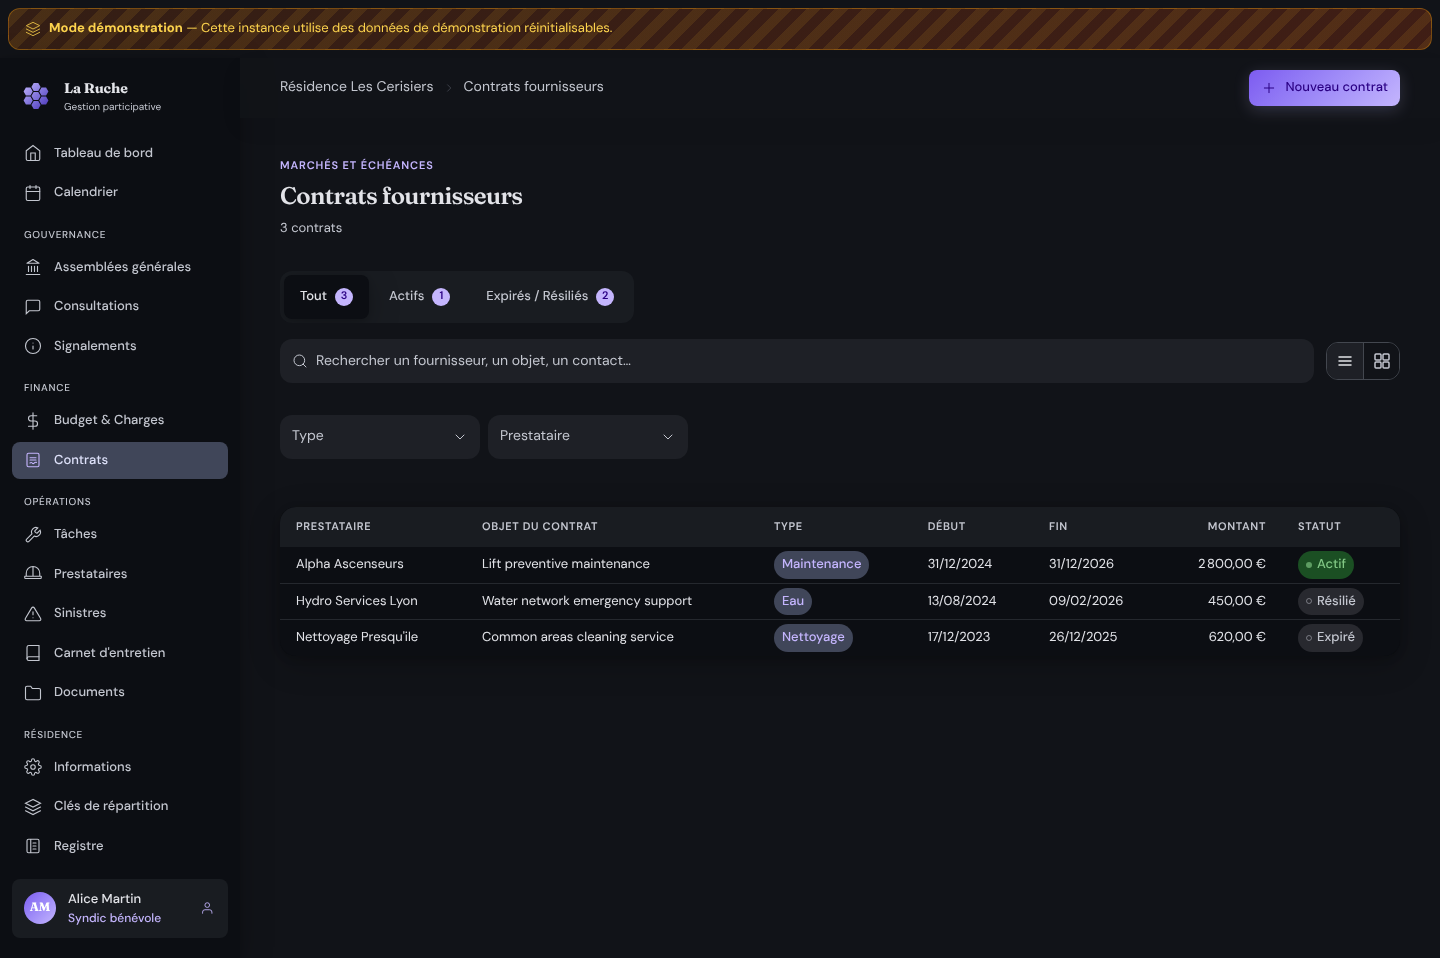 Mode démonstration — Cette instance utilise des données de démonstration réinitialisables.
La Ruche
Gestion participative
Tableau de bord
Calendrier
GOUVERNANCE
Assemblées générales
Consultations
Signalements
FINANCE
Budget & Charges
Contrats
OPÉRATIONS
Tâches
Prestataires
Sinistres
Carnet d'entretien
Documents
RÉSIDENCE
Informations
Clés de répartition
Registre
AM
Alice Martin
Syndic bénévole
Résidence Les Cerisiers > Contrats fournisseurs
Nouveau contrat
MARCHÉS ET ÉCHÉANCES
Contrats fournisseurs
3 contrats
Tout 3 Actifs 1 Expirés / Résiliés 2
Rechercher un fournisseur, un objet, un contact...
Type Prestataire
PRESTATAIRE OBJET DU CONTRAT TYPE DÉBUT FIN MONTANT STATUT
Alpha Ascenseurs Lift preventive maintenance Maintenance 31/12/2024 31/12/2026 2 800,00 € Actif
Hydro Services Lyon Water network emergency support Eau 13/08/2024 09/02/2026 450,00 € Résilié
Nettoyage Presqu'île Common areas cleaning service Nettoyage 17/12/2023 26/12/2025 620,00 € Expiré